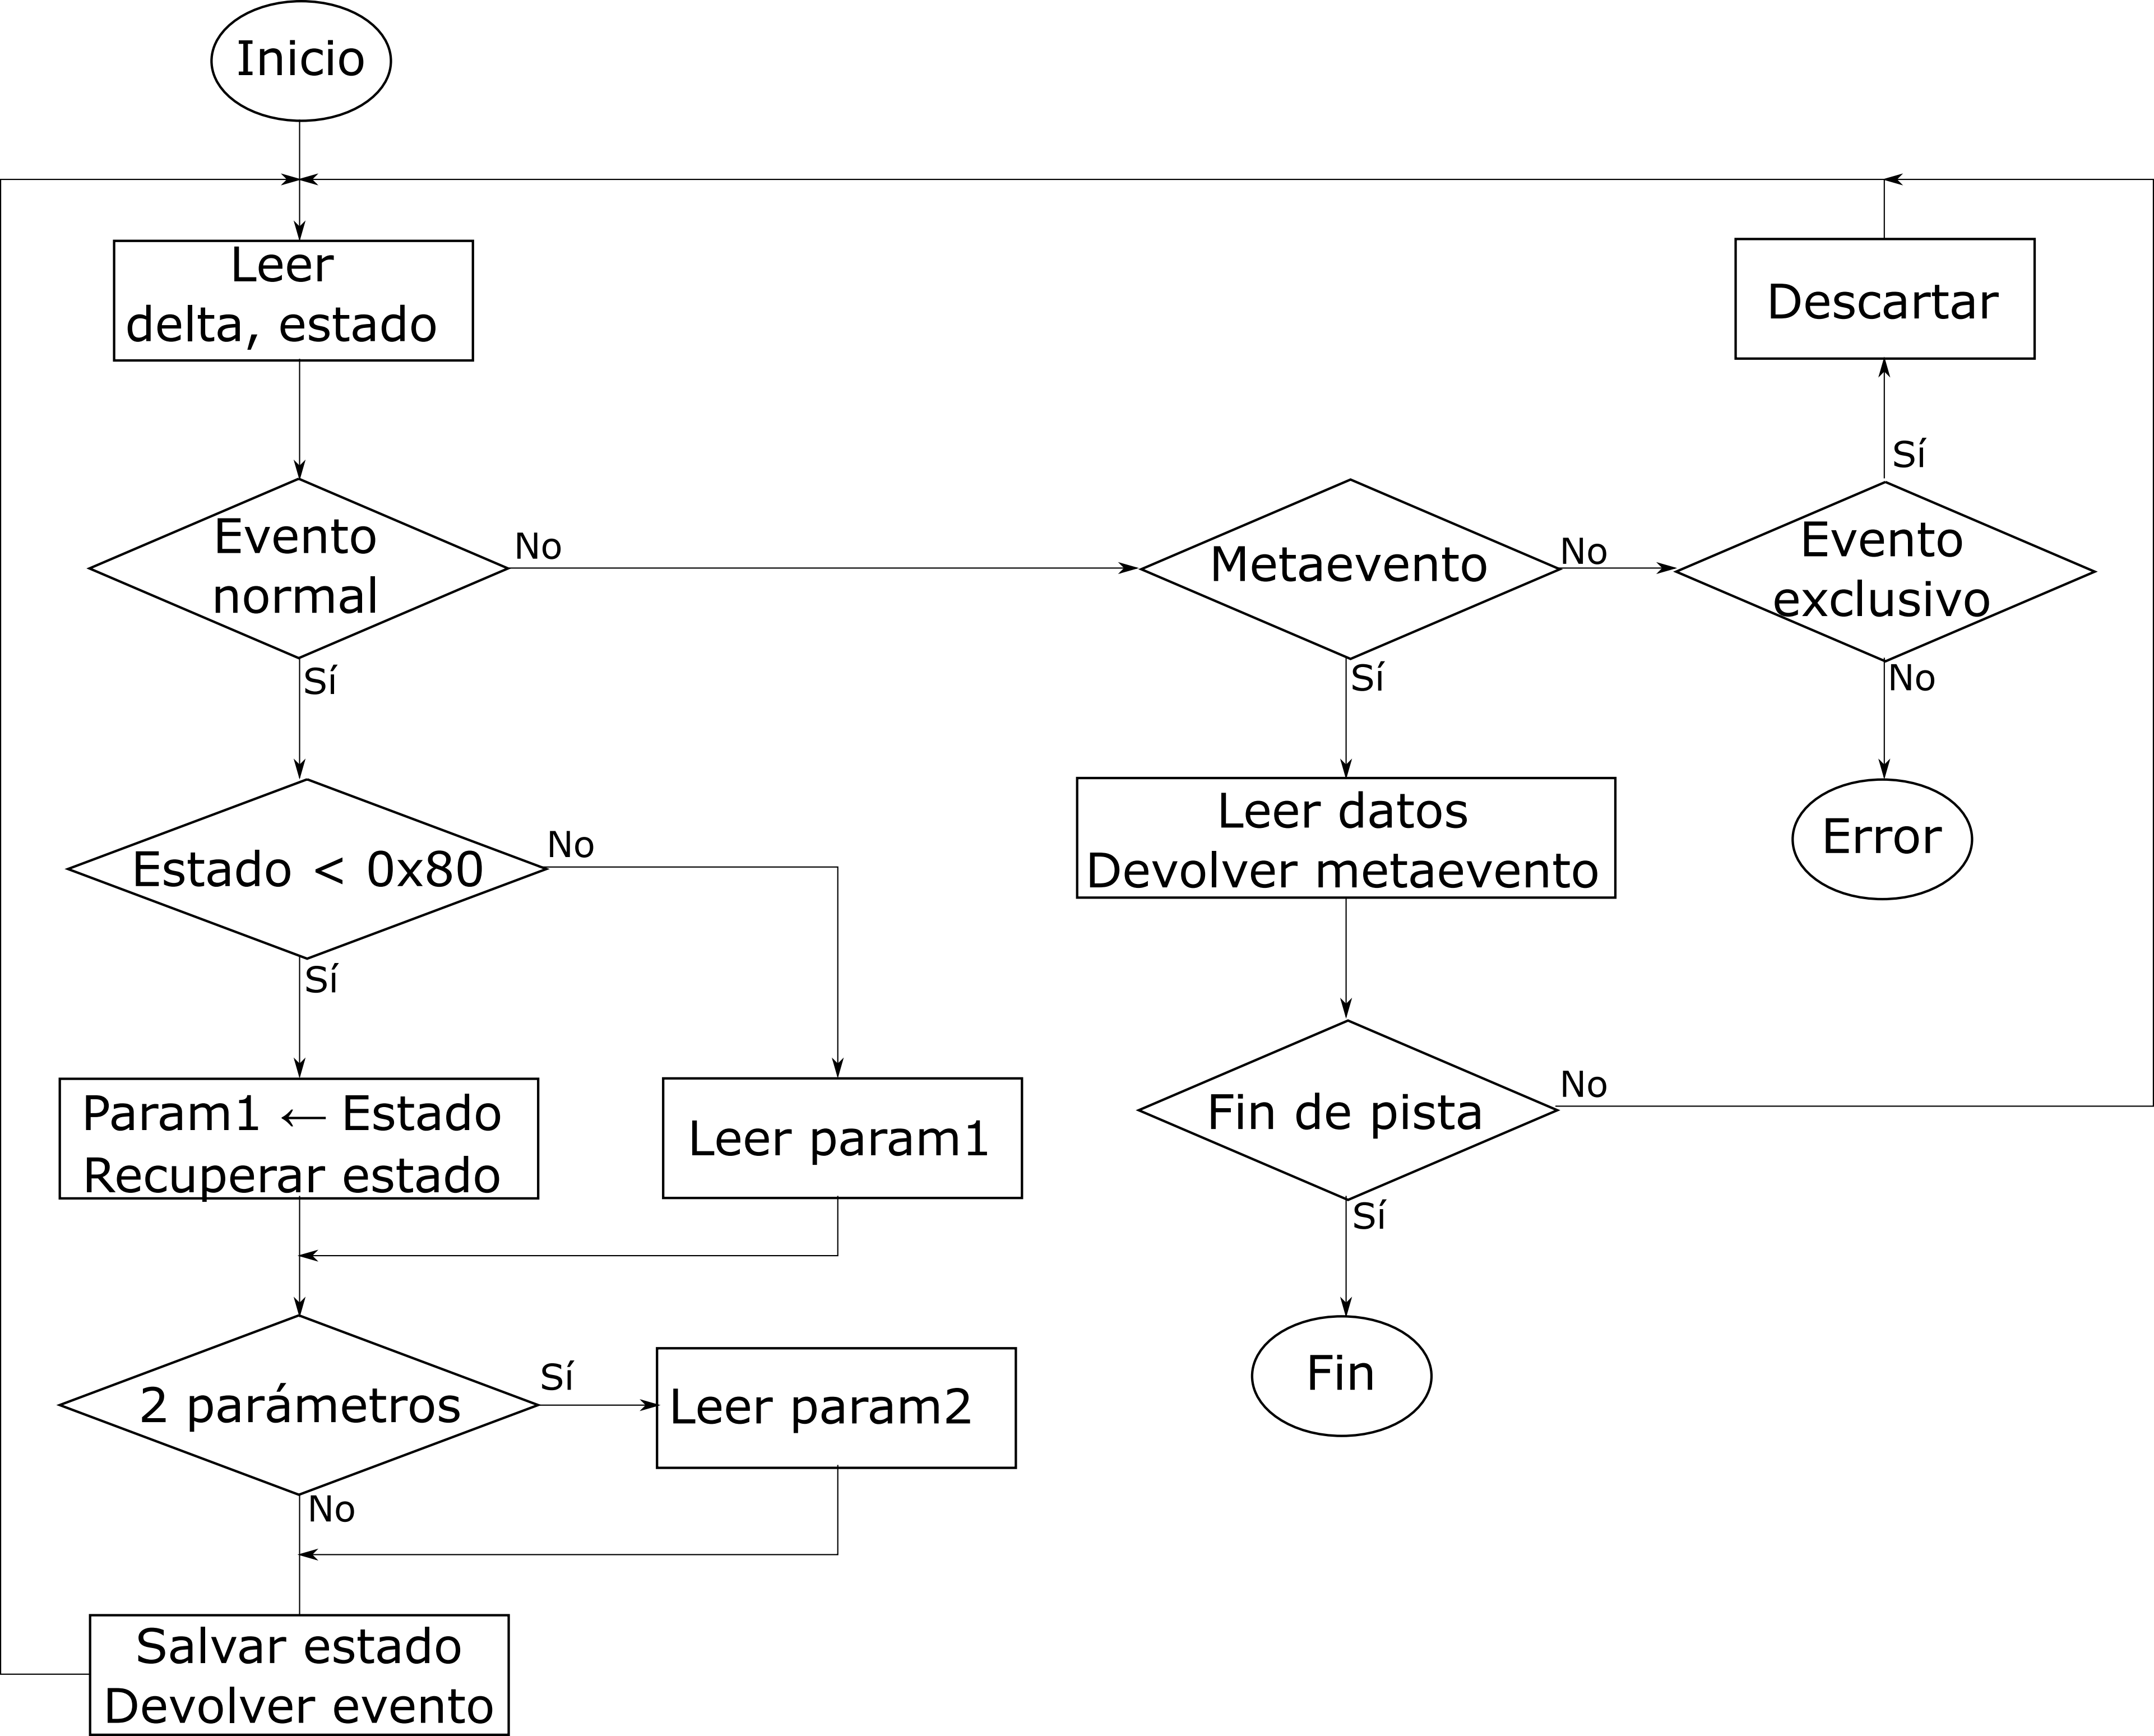 Inicio
Leer
delta, estado
Descartar
Sí
Evento
normal
No
Metaevento
No
Evento
exclusivo
Sí
Sí
No
Estado < 0x80
No
Leer datos
Devolver metaevento
Error
Sí
Param1 ← Estado
Recuperar estado
Leer param1
Fin de pista
No
Sí
2 parámetros
Sí
Leer param2
Fin
No
Salvar estado
Devolver evento